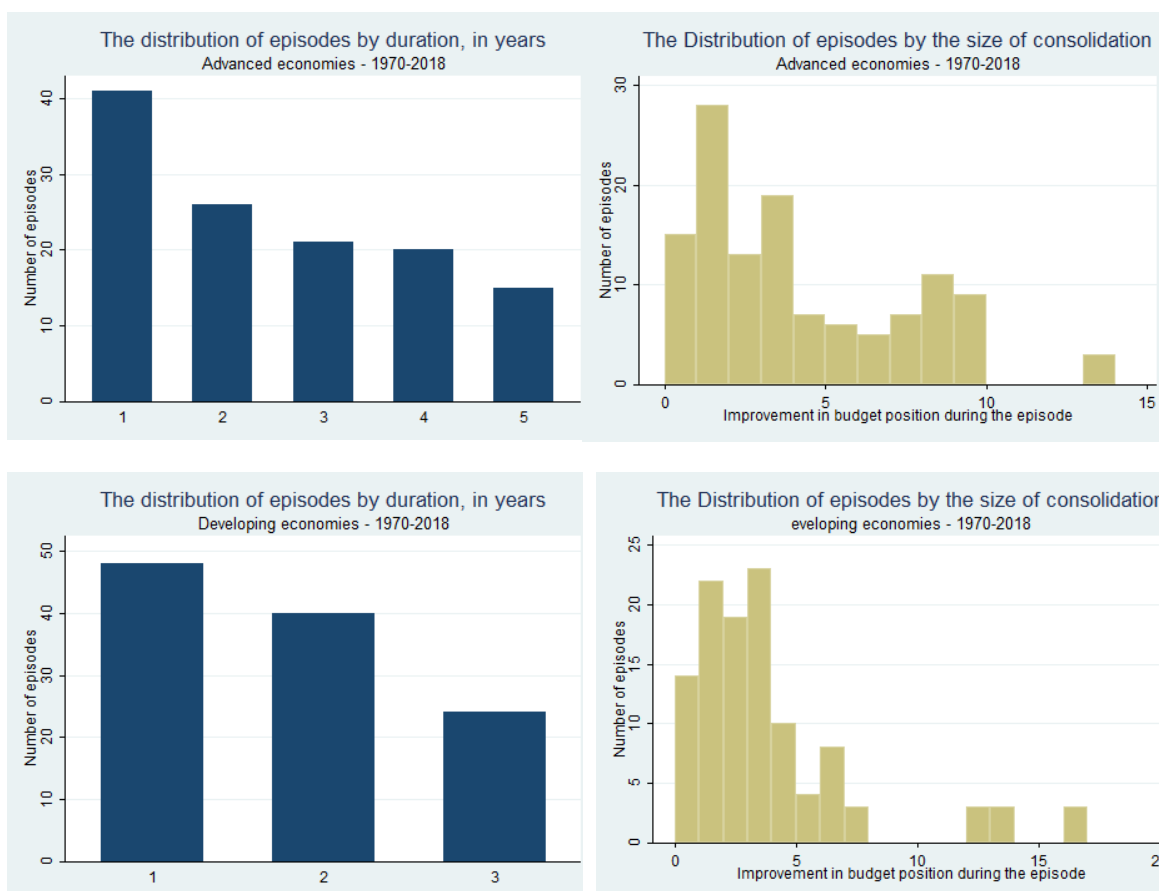 The distribution of episodes by duration, in years
Advanced economies - 1970-2018
Number of episodes
40
30
20
10
0
1 2 3 4 5
The Distribution of episodes by the size of consolidation
Advanced economies - 1970-2018
Number of episodes
30
20
10
0
0 5 10 15
Improvement in budget position during the episode
The distribution of episodes by duration, in years
Developing economies - 1970-2018
Number of episodes
50
40
30
20
10
0
1 2 3
The Distribution of episodes by the size of consolidation
eveloping economies - 1970-2018
Number of episodes
25
20
15
10
5
0
0 5 10 15 2
Improvement in budget position during the episode